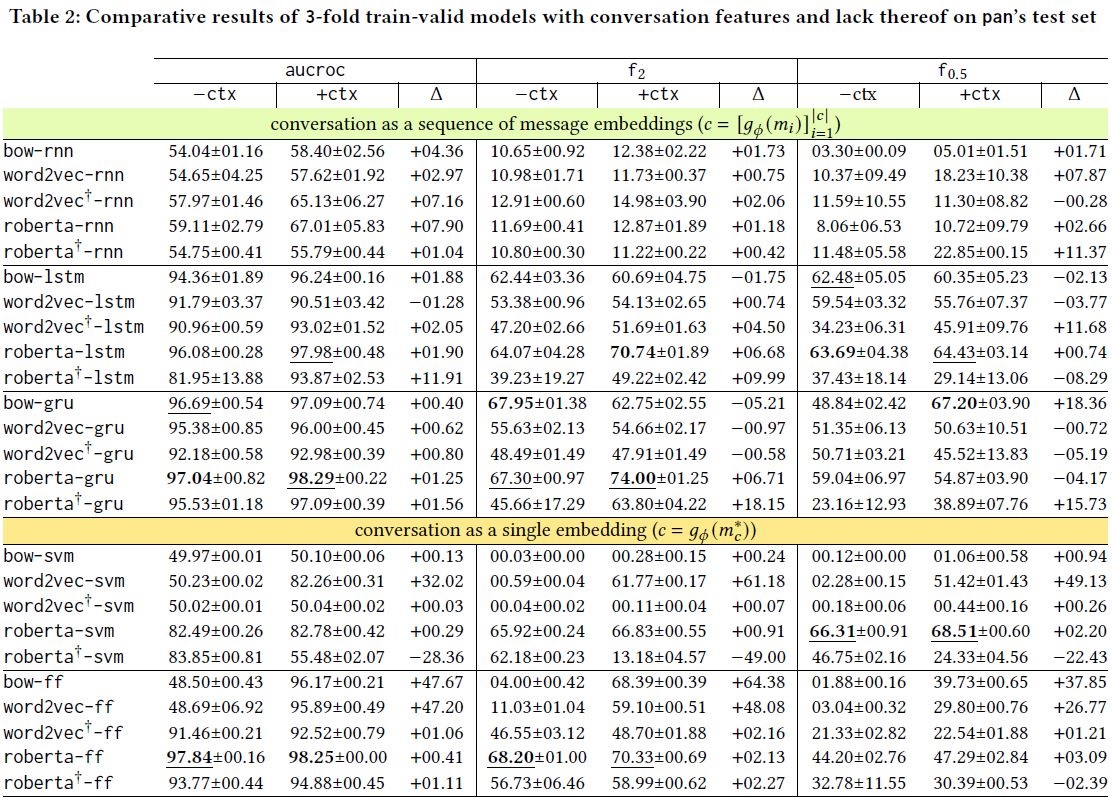 Table 2: Comparative results of 3-fold train-valid models with conversation features and lack thereof on pan's test set
aucroc f₂ f₀.₅
−ctx +ctx Δ −ctx +ctx Δ −ctx +ctx Δ
conversation as a sequence of message embeddings (c = [g_ϕ(m_i)]_{i=1}^{|c|})
bow-rnn 54.04±01.16 58.40±02.56 +04.36 10.65±00.92 12.38±02.22 +01.73 03.30±00.09 05.01±01.51 +01.71
word2vec-rnn 54.65±04.25 57.62±01.92 +02.97 10.98±01.71 11.73±00.37 +00.75 10.37±09.49 18.23±10.38 +07.87
word2vec†-rnn 57.97±01.46 65.13±06.27 +07.16 12.91±00.60 14.98±03.90 +02.06 11.59±10.55 11.30±08.82 −00.28
roberta-rnn 59.11±02.79 67.01±05.83 +07.90 11.69±00.41 12.87±01.89 +01.18 8.06±06.53 10.72±09.79 +02.66
roberta†-rnn 54.75±00.41 55.79±00.44 +01.04 10.80±00.30 11.22±00.22 +00.42 11.48±05.58 22.85±00.15 +11.37
bow-lstm 94.36±01.89 96.24±00.16 +01.88 62.44±03.36 60.69±04.75 −01.75 62.48±05.05 60.35±05.23 −02.13
word2vec-lstm 91.79±03.37 90.51±03.42 −01.28 53.38±00.96 54.13±02.65 +00.74 59.54±03.32 55.76±07.37 −03.77
word2vec†-lstm 90.96±00.59 93.02±01.52 +02.05 47.20±02.66 51.69±01.63 +04.50 34.23±06.31 45.91±09.76 +11.68
roberta-lstm 96.08±00.28 97.98±00.48 +01.90 64.07±04.28 70.74±01.89 +06.68 63.69±04.38 64.43±03.14 +00.74
roberta†-lstm 81.95±13.88 93.87±02.53 +11.91 39.23±19.27 49.22±02.42 +09.99 37.43±18.14 29.14±13.06 −08.29
bow-gru 96.69±00.54 97.09±00.74 +00.40 67.95±01.38 62.75±02.55 −05.21 48.84±02.42 67.20±03.90 +18.36
word2vec-gru 95.38±00.85 96.00±00.45 +00.62 55.63±02.13 54.66±02.17 −00.97 51.35±06.13 50.63±10.51 −00.72
word2vec†-gru 92.18±00.58 92.98±00.39 +00.80 48.49±01.49 47.91±01.49 −00.58 50.71±03.21 45.52±13.83 −05.19
roberta-gru 97.04±00.82 98.29±00.22 +01.25 67.30±00.97 74.00±01.25 +06.71 59.04±06.97 54.87±03.90 −04.17
roberta†-gru 95.53±01.18 97.09±00.39 +01.56 45.66±17.29 63.80±04.22 +18.15 23.16±12.93 38.89±07.76 +15.73
conversation as a single embedding (c = g_ϕ(m_c^*))
bow-svm 49.97±00.01 50.10±00.06 +00.13 00.03±00.00 00.28±00.15 +00.24 00.12±00.00 01.06±00.58 +00.94
word2vec-svm 50.23±00.02 82.26±00.31 +32.02 00.59±00.04 61.77±00.17 +61.18 02.28±00.15 51.42±01.43 +49.13
word2vec†-svm 50.02±00.01 50.04±00.02 +00.03 00.04±00.02 00.11±00.04 +00.07 00.18±00.06 00.44±00.16 +00.26
roberta-svm 82.49±00.26 82.78±00.42 +00.29 65.92±00.24 66.83±00.55 +00.91 66.31±00.91 68.51±00.60 +02.20
roberta†-svm 83.85±00.81 55.48±02.07 −28.36 62.18±00.23 13.18±04.57 −49.00 46.75±02.16 24.33±04.56 −22.43
bow-ff 48.50±00.43 96.17±00.21 +47.67 04.00±00.42 68.39±00.39 +64.38 01.88±00.16 39.73±00.65 +37.85
word2vec-ff 48.69±06.92 95.89±00.49 +47.20 11.03±01.04 59.10±00.51 +48.08 03.04±00.32 29.80±00.76 +26.77
word2vec†-ff 91.46±00.21 92.52±00.79 +01.06 46.55±03.12 48.70±01.88 +02.16 21.33±02.82 22.54±01.88 +01.21
roberta-ff 97.84±00.16 98.25±00.00 +00.41 68.20±01.00 70.33±00.69 +02.13 44.20±02.76 47.29±02.84 +03.09
roberta†-ff 93.77±00.44 94.88±00.45 +01.11 56.73±06.46 58.99±00.62 +02.27 32.78±11.55 30.39±00.53 −02.39